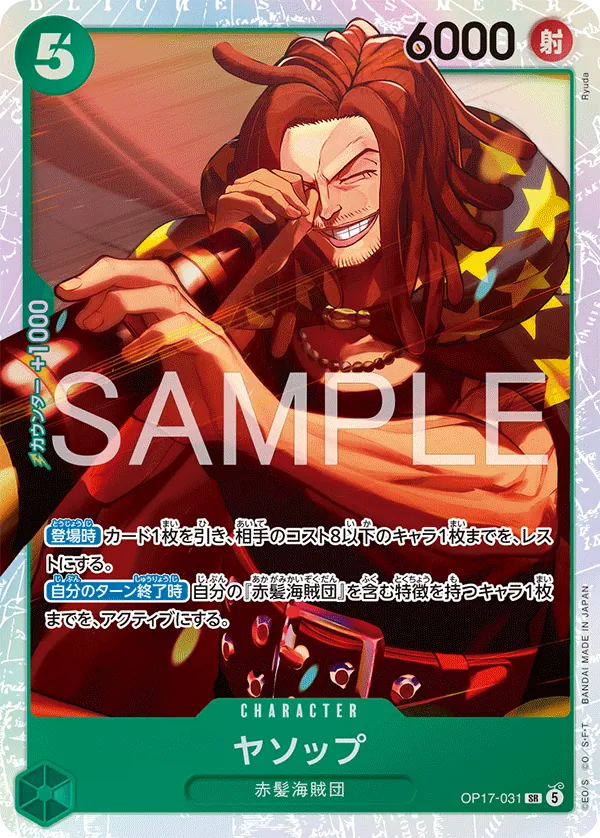 5
6000 射
Ryuda
カウンター+1000
SAMPLE
登場時 カード1枚を引き、相手のコスト8以下のキャラ1枚までを、レス
トにする。
自分のターン終了時 自分の『赤髪海賊団』を含む特徴を持つキャラ1枚
までを、アクティブにする。
CHARACTER
ヤソップ
赤髪海賊団
OP17-031 SR 5
©E.O/S ©O/S・F・T BANDAI MADE IN JAPAN